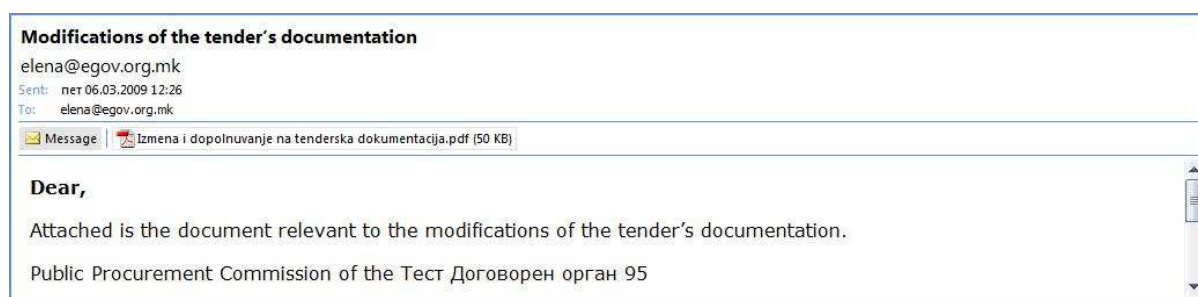 Modifications of the tender's documentation
elena@egov.org.mk
Sent: пет 06.03.2009 12:26
To: elena@egov.org.mk
Message Izmena i dopolnuvanje na tenderska dokumentacija.pdf (50 KB)
Dear,
Attached is the document relevant to the modifications of the tender's documentation.
Public Procurement Commission of the Тест Договорен орган 95